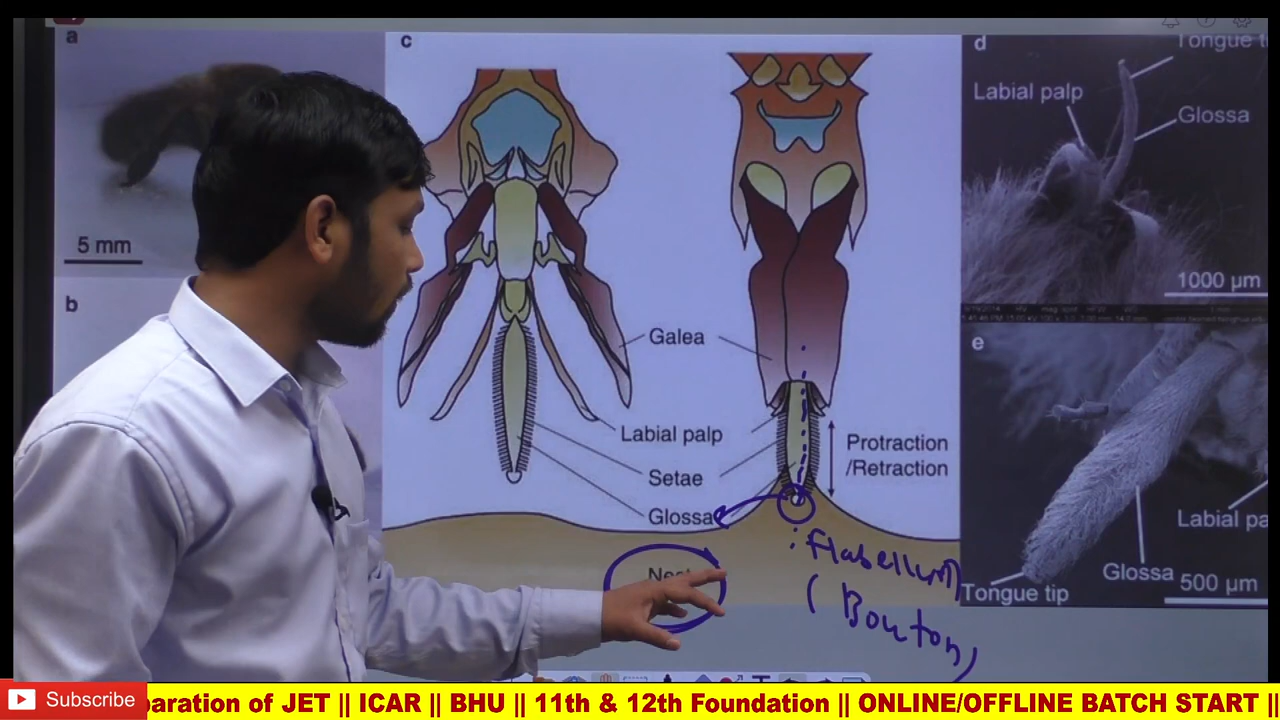 a
5 mm
b
c
Galea
Labial palp
Setae
Glossa
Protraction
/Retraction
: flabellum
( Bouton)
d
Tongue
Labial palp
Glossa
1000 µm
e
Labial pa
Glossa
500 µm
Tongue tip
Subscribe
paration of JET || ICAR || BHU || 11th & 12th Foundation || ONLINE/OFFLINE BATCH START ||